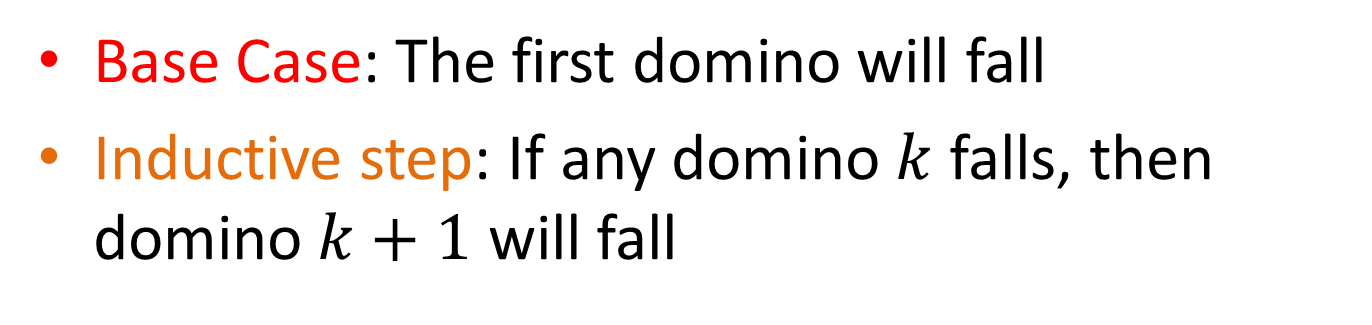 • Base Case: The first domino will fall
• Inductive step: If any domino k falls, then
domino k + 1 will fall